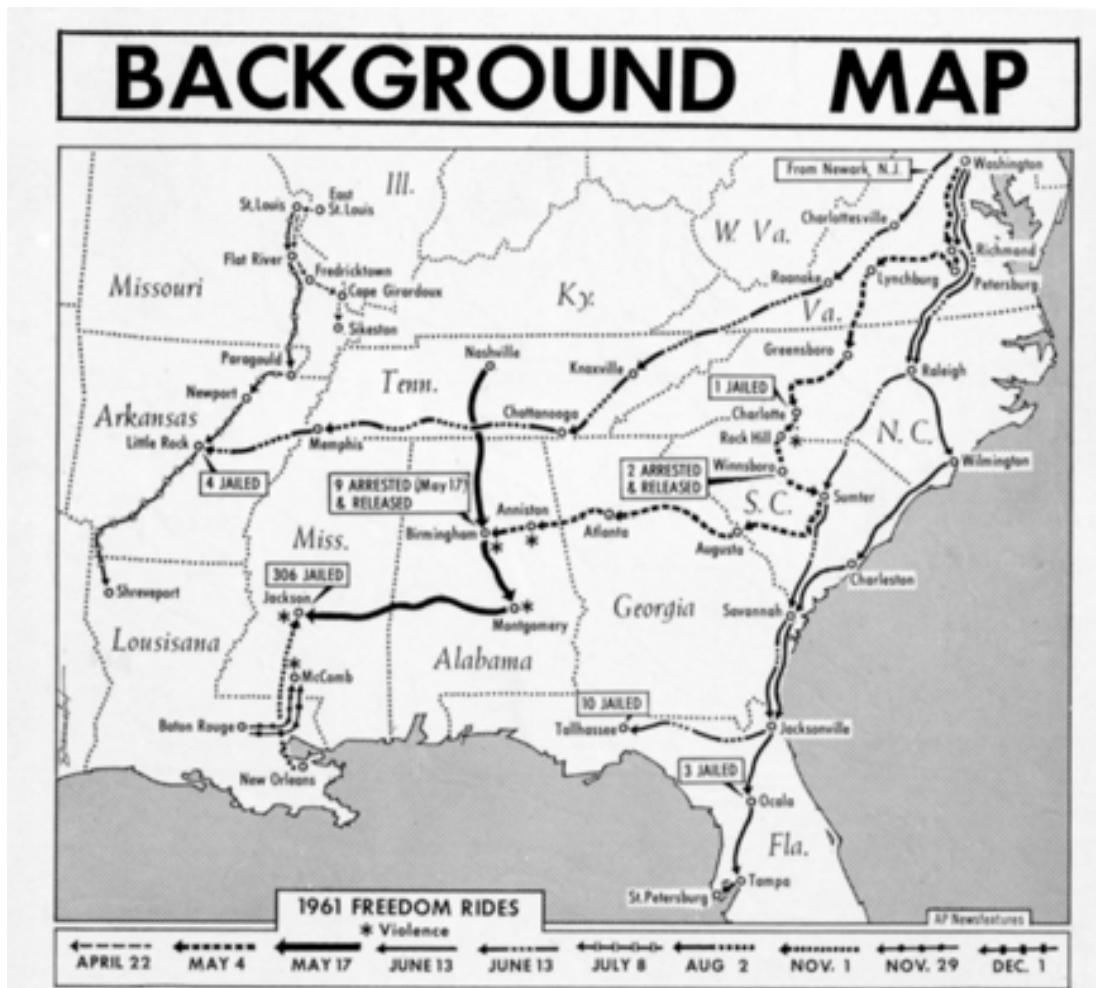 BACKGROUND MAP
From Newark, N.J.
Washington
Ill.
St. Louis
East
St. Louis
W. Va.
Charlottesville
Flat River
Fredricktown
Cape Girardoux
Missouri
Ky.
Roanoke
Lynchburg
Richmond
Petersburg
Va.
Sikeston
Greensboro
Paragould
Nashville
Knoxville
Raleigh
Newport
Tenn.
1 JAILED
Arkansas
Chattanooga
Charlotte
N. C.
Little Rock
Memphis
Rock Hill
Wilmington
4 JAILED
9 ARRESTED (May 17)
& RELEASED
2 ARRESTED
& RELEASED
Winnsboro
S. C.
Sumter
Anniston
Birmingham
Atlanta
Augusta
Miss.
306 JAILED
Charleston
Shreveport
Jackson
Montgomery
Georgia
Savannah
Lousisana
Alabama
McComb
10 JAILED
Baton Rouge
Tallhassee
Jacksonville
New Orleans
3 JAILED
Ocala
Fla.
Tampa
St. Petersburg
1961 FREEDOM RIDES
* Violence
AP Newsfeatures
APRIL 22 MAY 4 MAY 17 JUNE 13 JUNE 13 JULY 8 AUG 2 NOV. 1 NOV. 29 DEC. 1